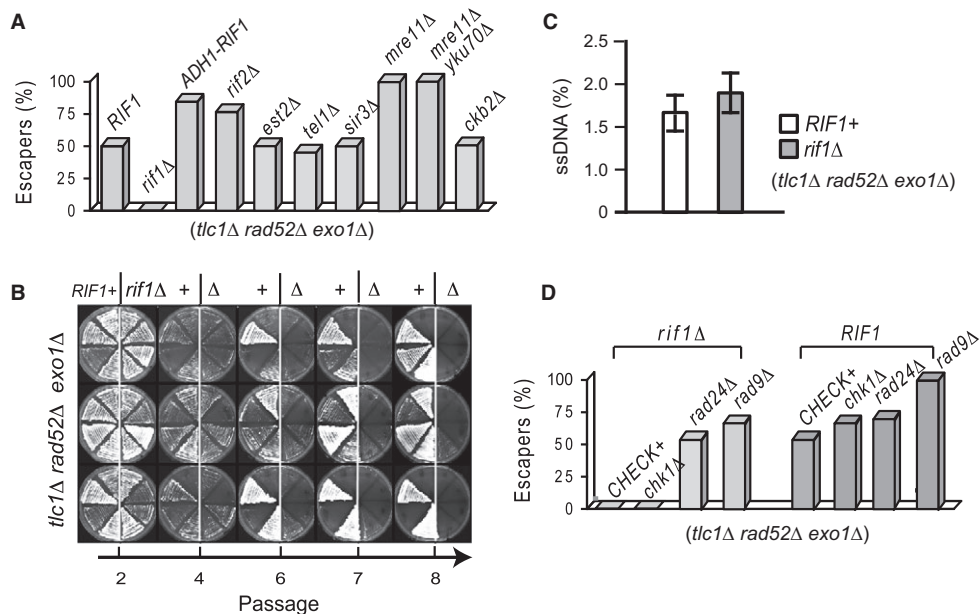 A
Escapers (%)
100
75
50
25
0
RIF1
rif1Δ
ADH1-RIF1
rif2Δ
est2Δ
tel1Δ
sir3Δ
mre11Δ
mre11Δ
yku70Δ
ckb2Δ
(tlc1Δ rad52Δ exo1Δ)
C
ssDNA (%)
2.5
2.0
1.5
1.0
0
RIF1+
rif1Δ
(tlc1Δ rad52Δ exo1Δ)
B
RIF1+ rif1Δ + Δ + Δ + Δ + Δ
tlc1Δ rad52Δ exo1Δ
2 4 6 7 8
Passage
D
rif1Δ
RIF1
Escapers (%)
100
75
50
25
0
CHECK+
chk1Δ
rad24Δ
rad9Δ
CHECK+
chk1Δ
rad24Δ
rad9Δ
(tlc1Δ rad52Δ exo1Δ)